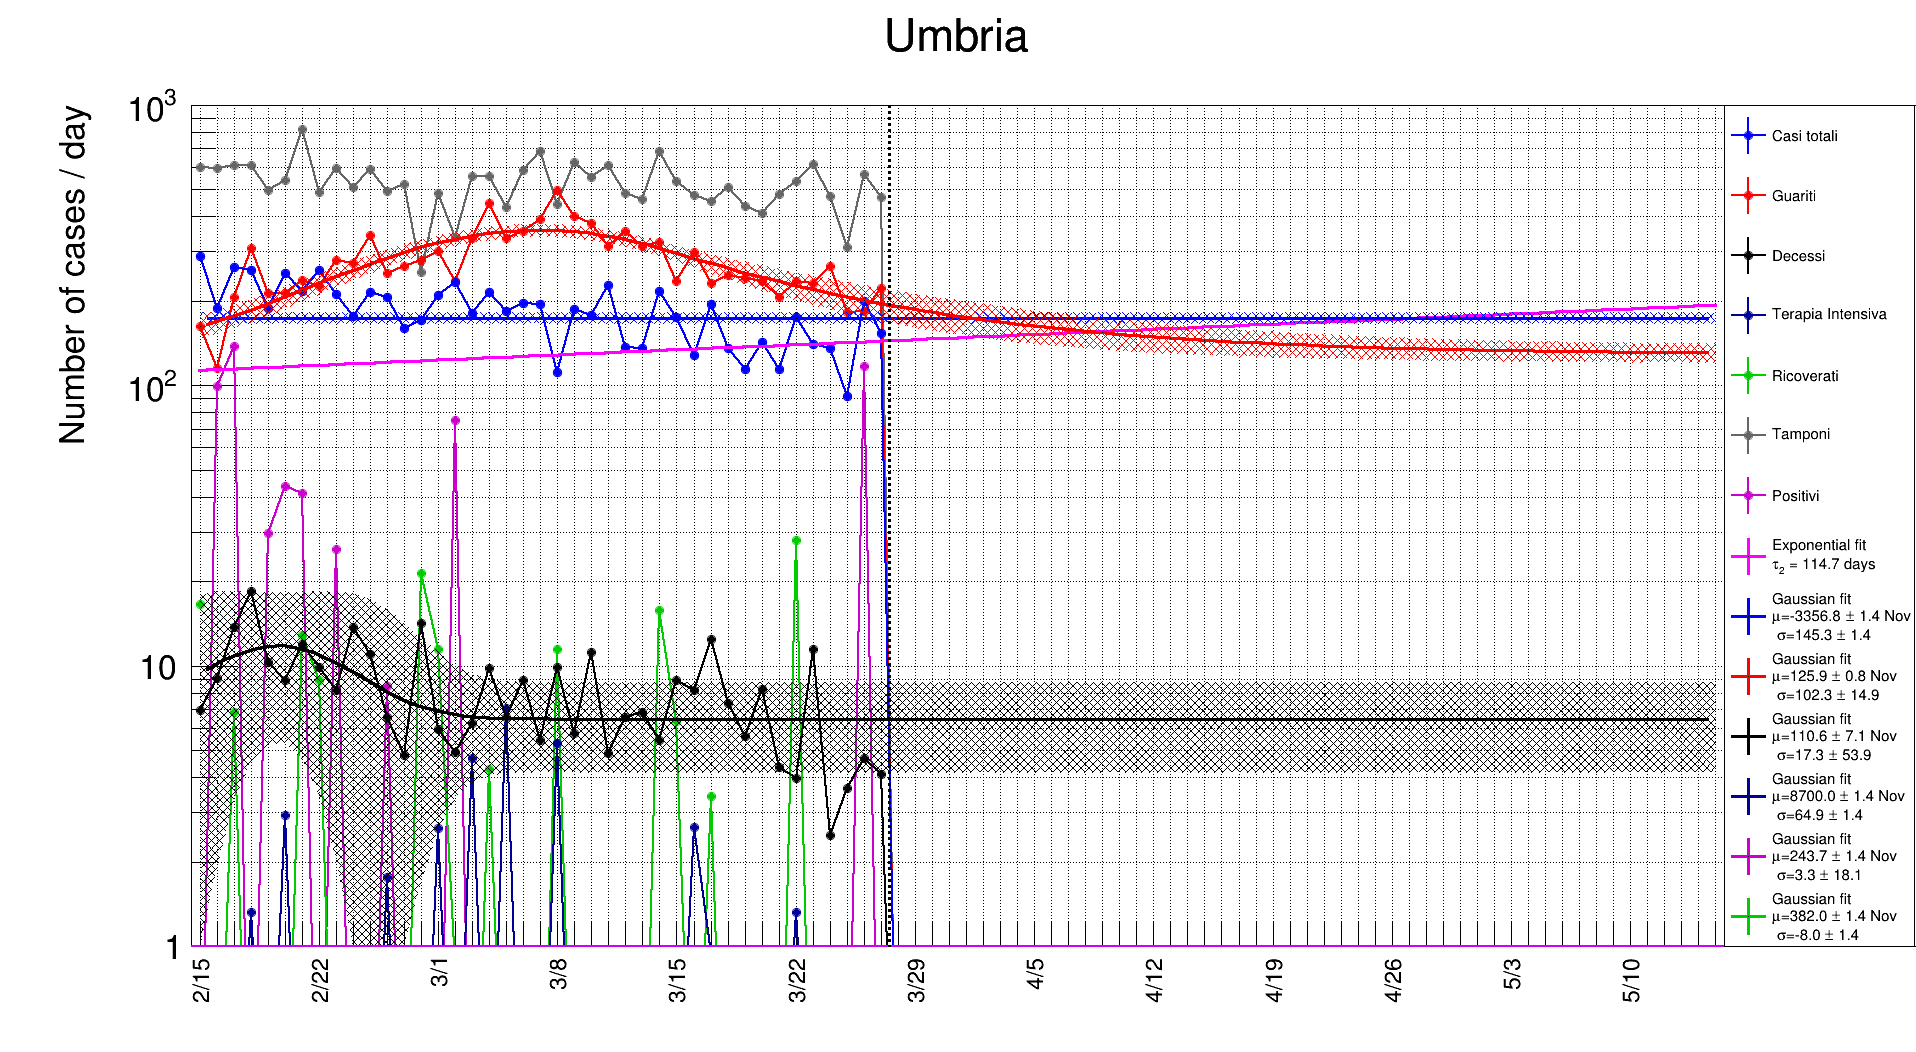 Umbria
Number of cases / day
10³
10²
10
1
2/15
2/22
3/1
3/8
3/15
3/22
3/29
4/5
4/12
4/19
4/26
5/3
5/10
Casi totali
Guariti
Decessi
Terapia Intensiva
Ricoverati
Tamponi
Positivi
Exponential fit
τ₂ = 114.7 days
Gaussian fit
μ=-3356.8 ± 1.4 Nov
σ=145.3 ± 1.4
Gaussian fit
μ=125.9 ± 0.8 Nov
σ=102.3 ± 14.9
Gaussian fit
μ=110.6 ± 7.1 Nov
σ=17.3 ± 53.9
Gaussian fit
μ=8700.0 ± 1.4 Nov
σ=64.9 ± 1.4
Gaussian fit
μ=243.7 ± 1.4 Nov
σ=3.3 ± 18.1
Gaussian fit
μ=382.0 ± 1.4 Nov
σ=-8.0 ± 1.4